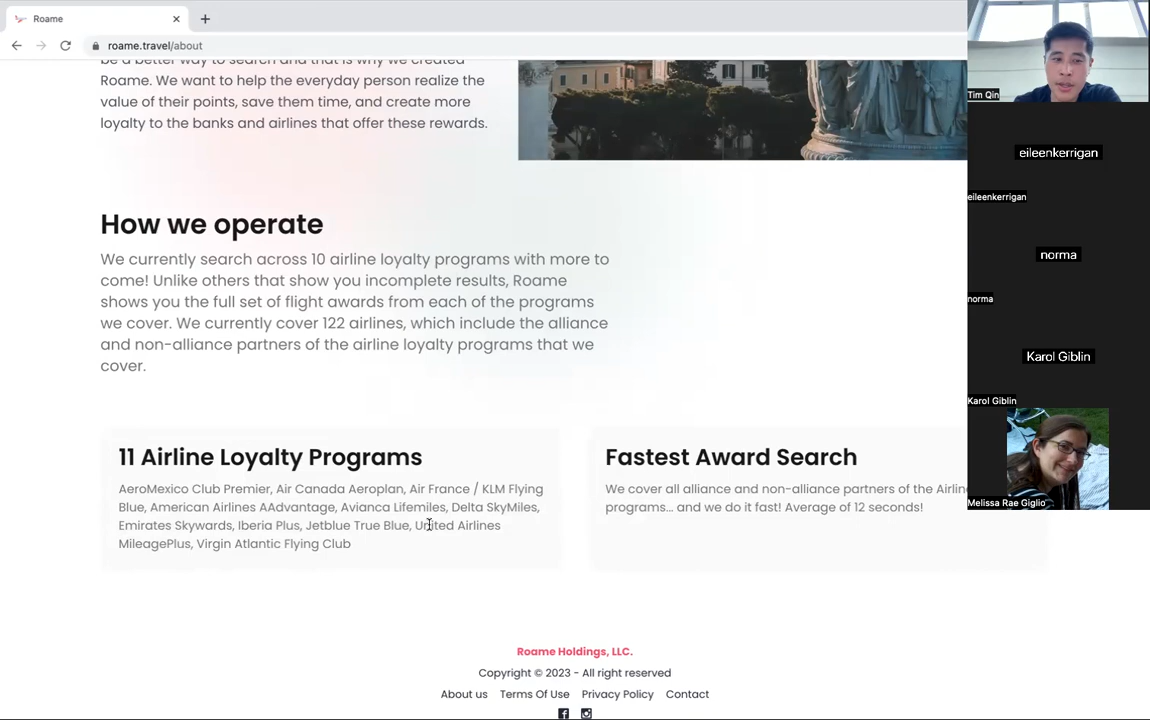 Roame
roame.travel/about
be a better way to search and that is why we created
Roame. We want to help the everyday person realize the
value of their points, save them time, and create more
loyalty to the banks and airlines that offer these rewards.
How we operate
We currently search across 10 airline loyalty programs with more to
come! Unlike others that show you incomplete results, Roame
shows you the full set of flight awards from each of the programs
we cover. We currently cover 122 airlines, which include the alliance
and non-alliance partners of the airline loyalty programs that we
cover.
11 Airline Loyalty Programs
AeroMexico Club Premier, Air Canada Aeroplan, Air France / KLM Flying
Blue, American Airlines AAdvantage, Avianca Lifemiles, Delta SkyMiles,
Emirates Skywards, Iberia Plus, Jetblue True Blue, United Airlines
MileagePlus, Virgin Atlantic Flying Club
Fastest Award Search
We cover all alliance and non-alliance partners of the Airline
programs... and we do it fast! Average of 12 seconds!
Roame Holdings, LLC.
Copyright © 2023 - All right reserved
About us Terms Of Use Privacy Policy Contact
Tim Qin
eileenkerrigan
eileenkerrigan
norma
norma
Karol Giblin
Karol Giblin
Melissa Rae Giglio